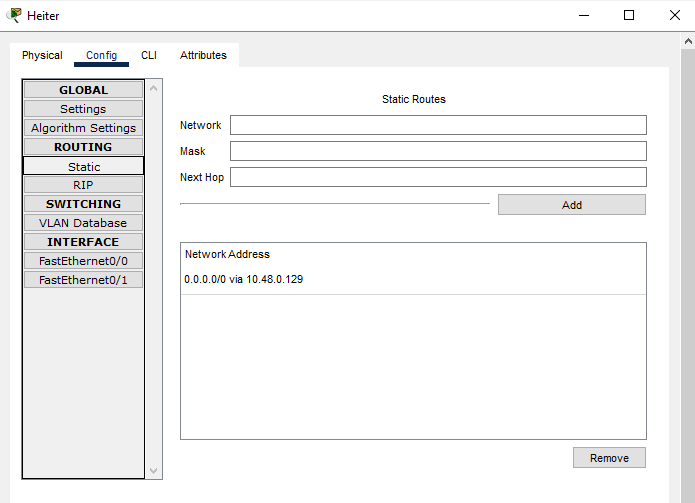 Heiter
Physical Config CLI Attributes
GLOBAL
Settings
Algorithm Settings
ROUTING
Static
RIP
SWITCHING
VLAN Database
INTERFACE
FastEthernet0/0
FastEthernet0/1
Static Routes
Network
Mask
Next Hop
Add
Network Address
0.0.0.0/0 via 10.48.0.129
Remove